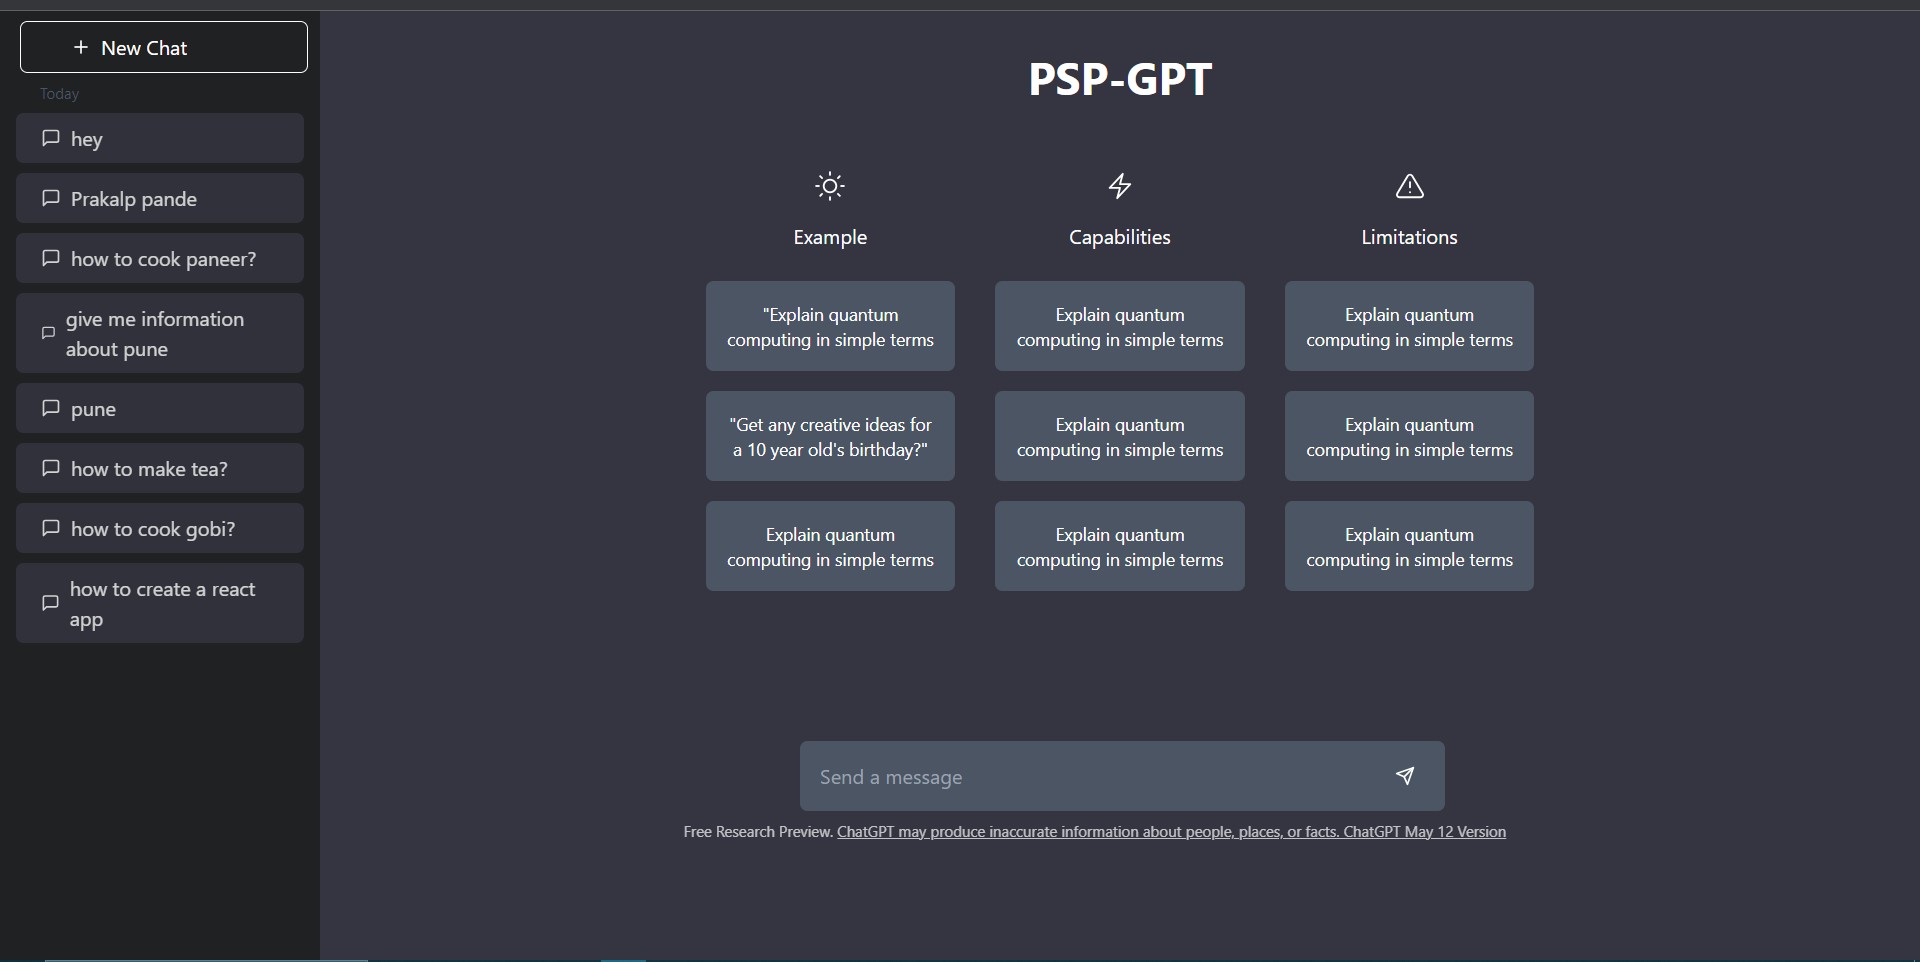 New Chat
Today
hey
Prakalp pande
how to cook paneer?
give me information
about pune
pune
how to make tea?
how to cook gobi?
how to create a react
app
PSP-GPT
Example
"Explain quantum
computing in simple terms
"Get any creative ideas for
a 10 year old's birthday?"
Explain quantum
computing in simple terms
Capabilities
Explain quantum
computing in simple terms
Explain quantum
computing in simple terms
Explain quantum
computing in simple terms
Limitations
Explain quantum
computing in simple terms
Explain quantum
computing in simple terms
Explain quantum
computing in simple terms
Send a message
Free Research Preview. ChatGPT may produce inaccurate information about people, places, or facts. ChatGPT May 12 Version